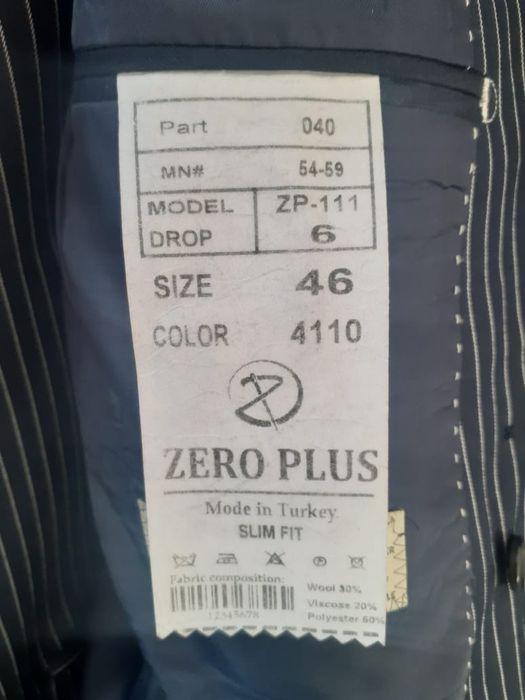 Part 040
MN# 54-59
MODEL ZP-111
DROP 6
SIZE 46
COLOR 4110
ZERO PLUS
Mode in Turkey
SLIM FIT
Fabric composition:
Wool 30%
Viscose 20%
Polyester 50%
12345678